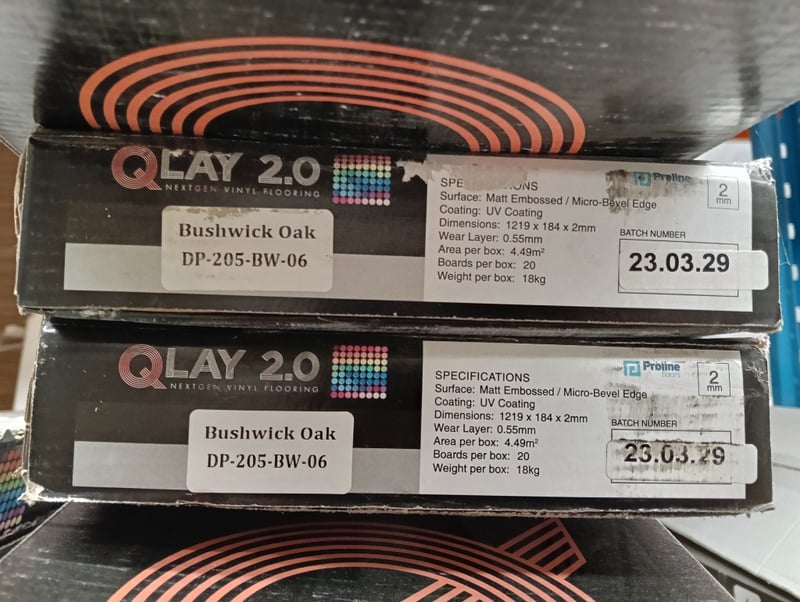 QLAY 2.0
NEXTGEN VINYL FLOORING
Bushwick Oak
DP-205-BW-06
Surface: Matt Embossed / Micro-Bevel Edge
Coating: UV Coating
Dimensions: 1219 x 184 x 2mm
Wear Layer: 0.55mm
Area per box: 4.49m²
Boards per box: 20
Weight per box: 18kg
Proline
2
mm
BATCH NUMBER
23.03.29
QLAY 2.0
NEXTGEN VINYL FLOORING
Bushwick Oak
DP-205-BW-06
SPECIFICATIONS
Surface: Matt Embossed / Micro-Bevel Edge
Coating: UV Coating
Dimensions: 1219 x 184 x 2mm
Wear Layer: 0.55mm
Area per box: 4.49m²
Boards per box: 20
Weight per box: 18kg
Proline
floors
2
mm
BATCH NUMBER
23.03.29